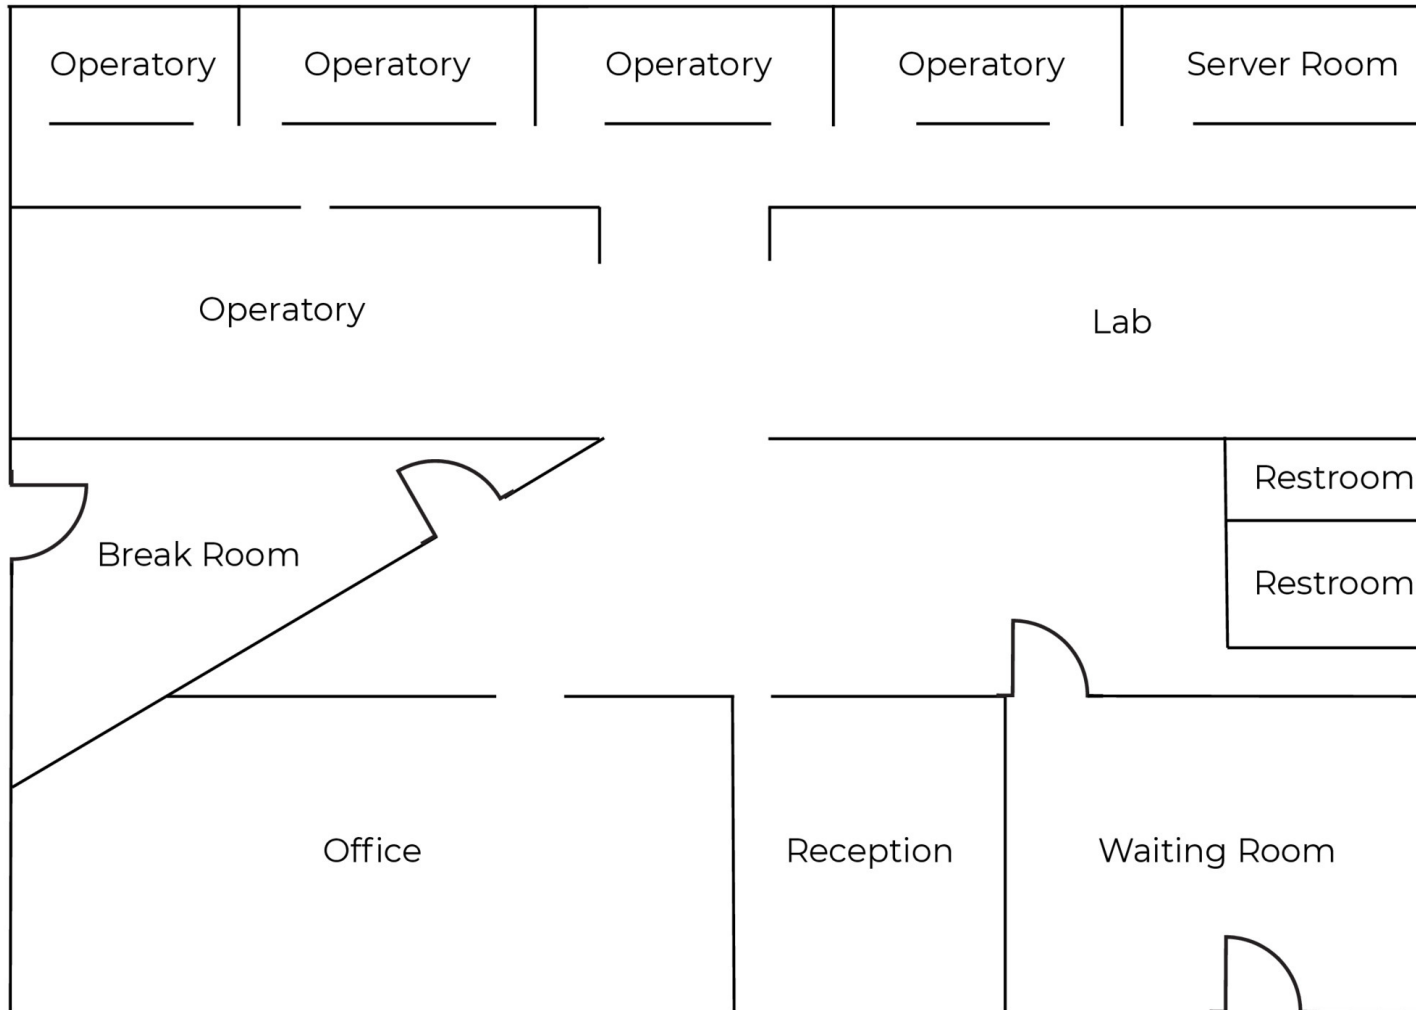 Operatory
Operatory
Operatory
Operatory
Server Room
Operatory
Lab
Restroom
Break Room
Restroom
Office
Reception
Waiting Room